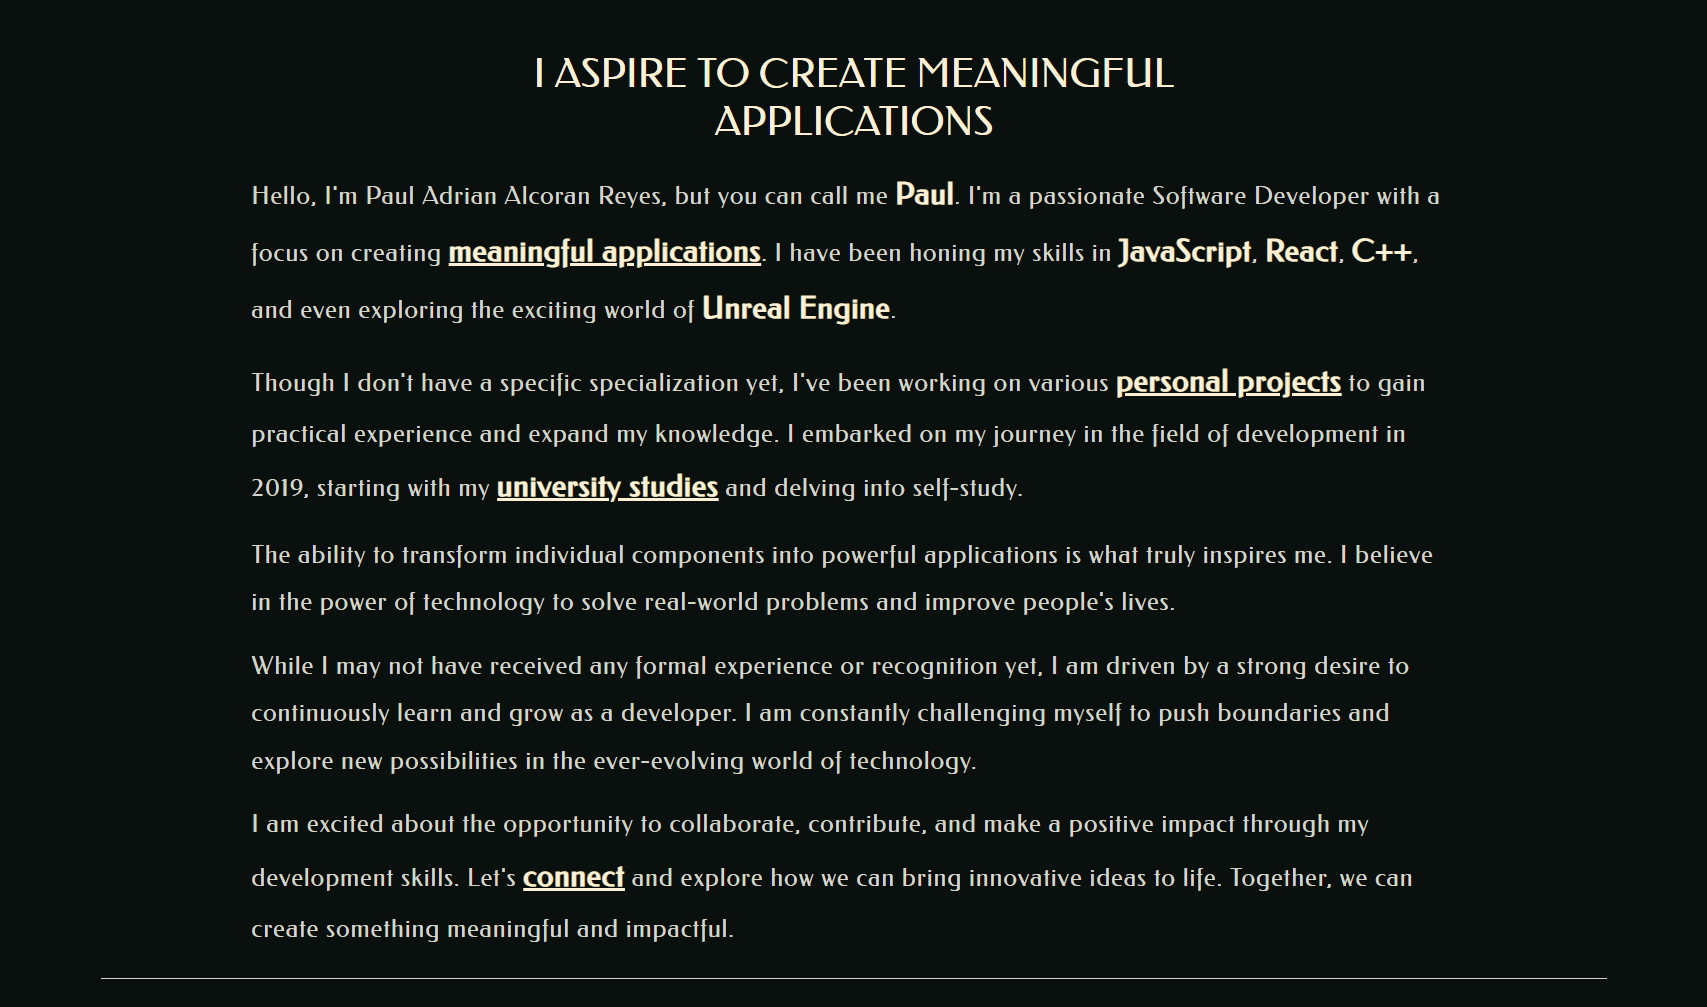 I ASPIRE TO CREATE MEANINGFUL
APPLICATIONS
Hello, I'm Paul Adrian Alcoran Reyes, but you can call me Paul. I'm a passionate Software Developer with a
focus on creating meaningful applications. I have been honing my skills in JavaScript, React, C++,
and even exploring the exciting world of Unreal Engine.
Though I don't have a specific specialization yet, I've been working on various personal projects to gain
practical experience and expand my knowledge. I embarked on my journey in the field of development in
2019, starting with my university studies and delving into self-study.
The ability to transform individual components into powerful applications is what truly inspires me. I believe
in the power of technology to solve real-world problems and improve people's lives.
While I may not have received any formal experience or recognition yet, I am driven by a strong desire to
continuously learn and grow as a developer. I am constantly challenging myself to push boundaries and
explore new possibilities in the ever-evolving world of technology.
I am excited about the opportunity to collaborate, contribute, and make a positive impact through my
development skills. Let's connect and explore how we can bring innovative ideas to life. Together, we can
create something meaningful and impactful.